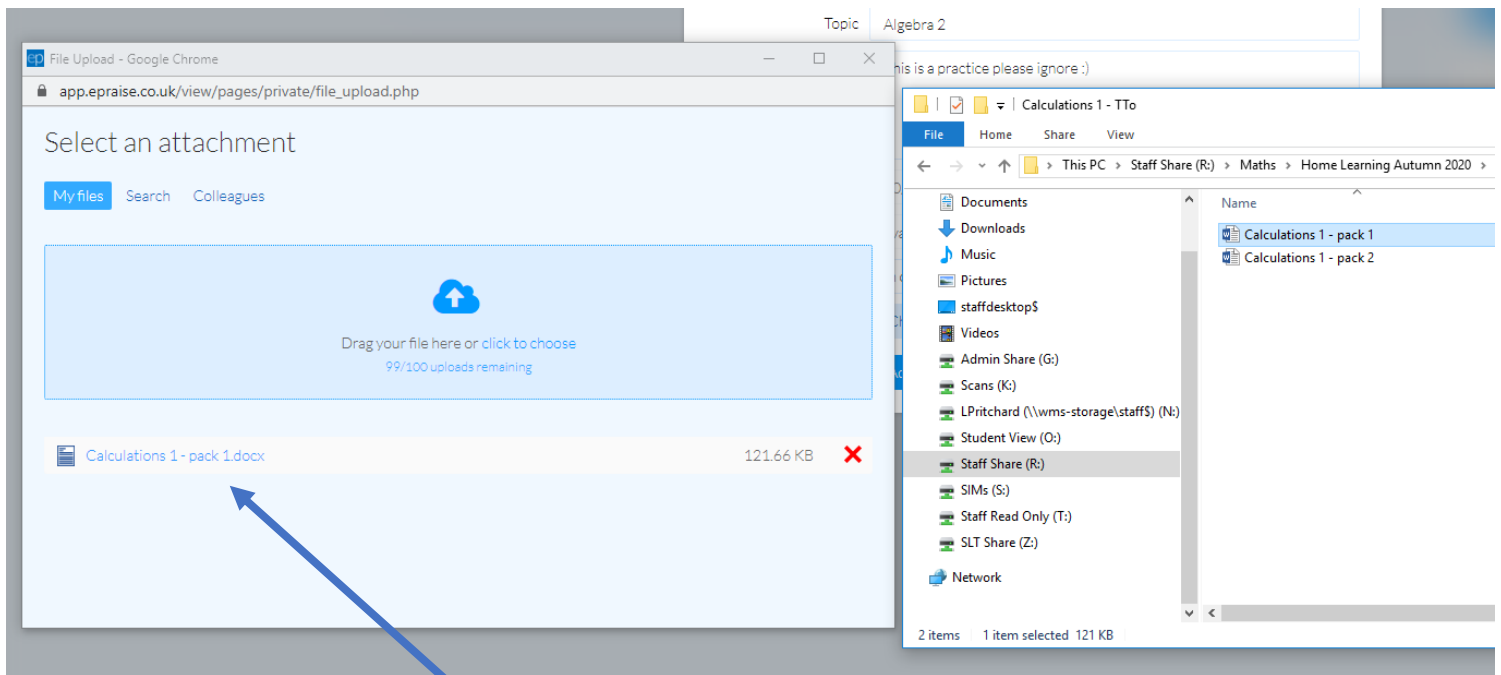 Topic Algebra 2
ep File Upload - Google Chrome
app.epraise.co.uk/view/pages/private/file_upload.php
Select an attachment
My files Search Colleagues
Drag your file here or click to choose
99/100 uploads remaining
Calculations 1 - pack 1.docx 121.66 KB
his is a practice please ignore :)
Calculations 1 - TTo
File Home Share View
This PC > Staff Share (R:) > Maths > Home Learning Autumn 2020 >
Documents
Downloads
Music
Pictures
staffdesktop$
Videos
Admin Share (G:)
Scans (K:)
LPritchard (\\wms-storage\staff$) (N:)
Student View (O:)
Staff Share (R:)
SIMs (S:)
Staff Read Only (T:)
SLT Share (Z:)
Network
Name
Calculations 1 - pack 1
Calculations 1 - pack 2
2 items 1 item selected 121 KB